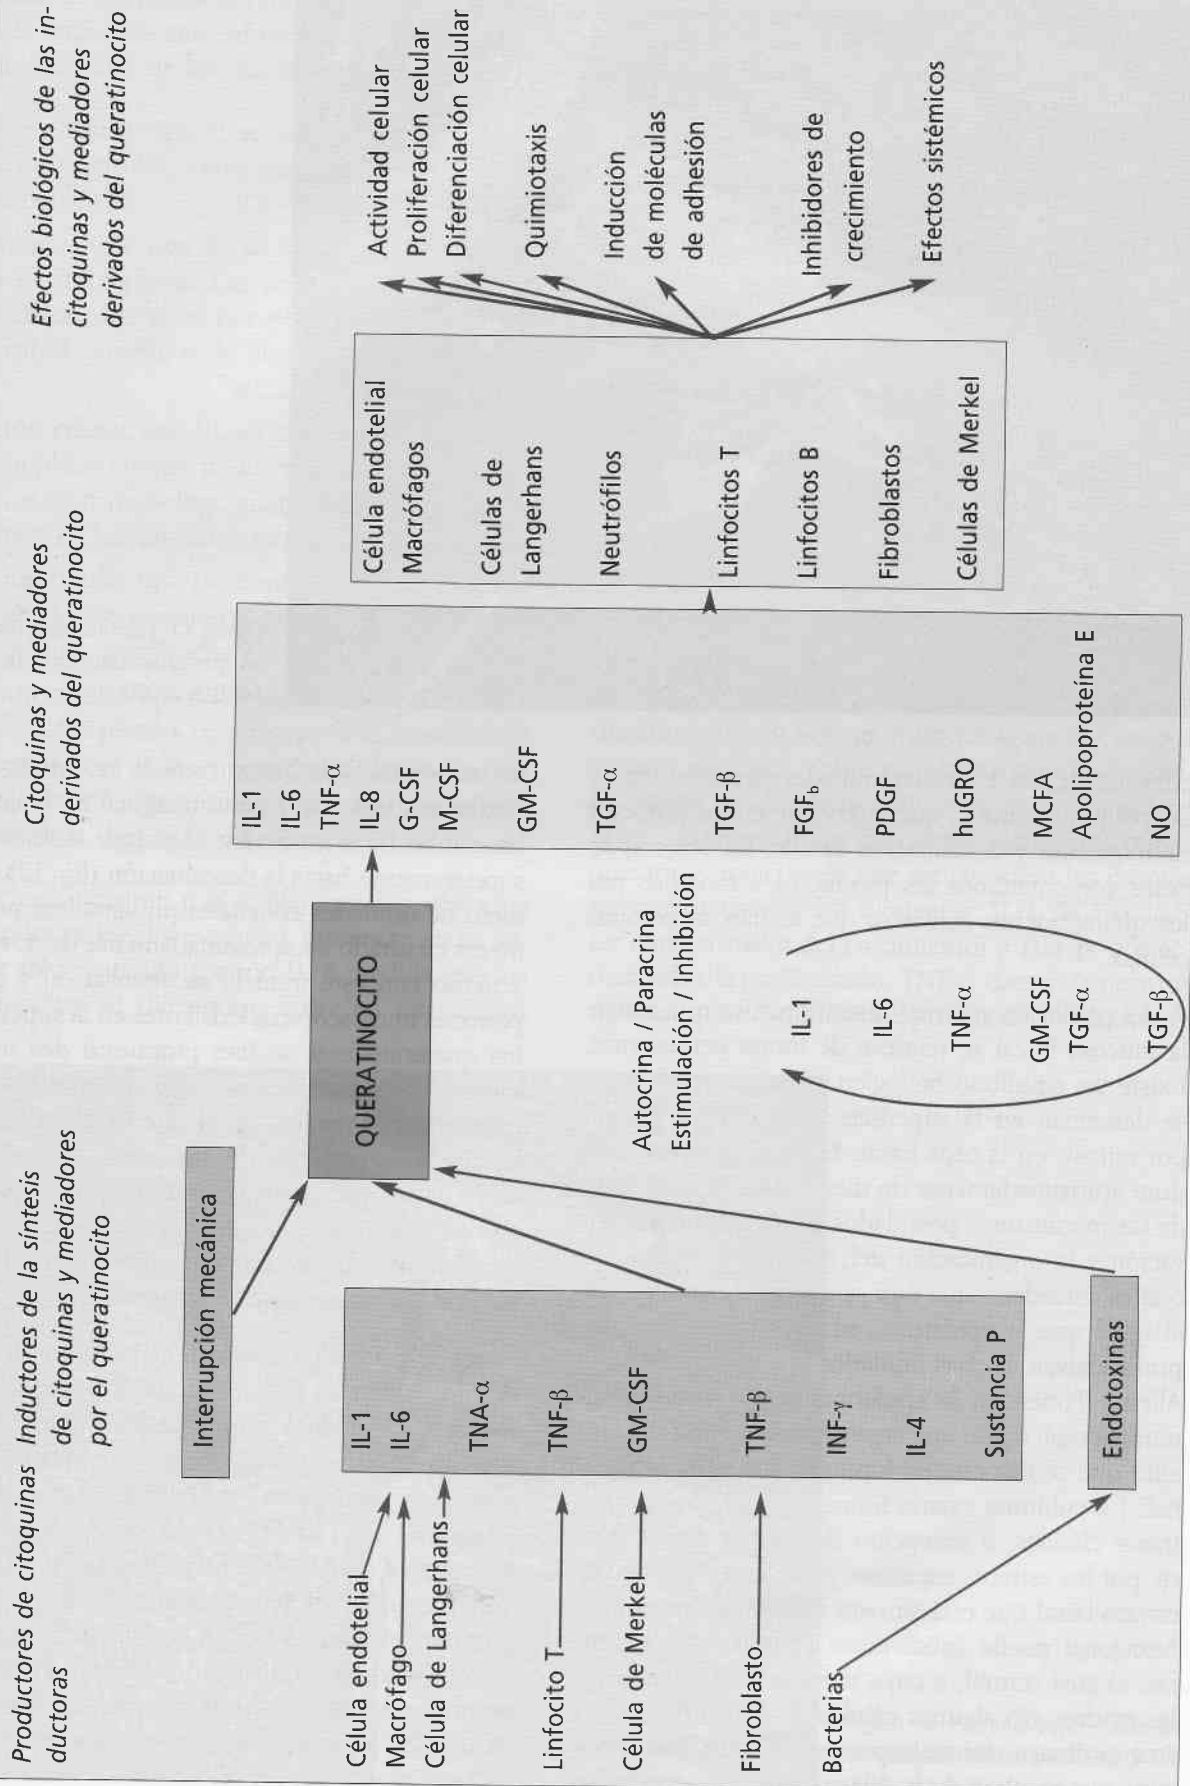 Productores de citoquinas
ductoras
Inductores de la síntesis
de citoquinas y mediadores
por el queratinocito
Citoquinas y mediadores
derivados del queratinocito
Efectos biológicos de las in-
citoquinas y mediadores
derivados del queratinocito
Célula endotelial
Macrófago
Célula de Langerhans
Linfocito T
Célula de Merkel
Fibroblasto
Bacterias
Interrupción mecánica
IL-1
IL-6
TNA-α
TNF-β
GM-CSF
TNF-β
INF-γ
IL-4
Sustancia P
Endotoxinas
QUERATINOCITO
Autocrina / Paracrina
Estimulación / Inhibición
IL-1
IL-6
TNF-α
GM-CSF
TGF-α
TGF-β
IL-1
IL-6
TNF-α
IL-8
G-CSF
M-CSF
GM-CSF
TGF-α
TGF-β
FGFb
PDGF
huGRO
MCFA
Apolipoproteína E
NO
Célula endotelial
Macrófagos
Células de
Langerhans
Neutrófilos
Linfocitos T
Linfocitos B
Fibroblastos
Células de Merkel
Actividad celular
Proliferación celular
Diferenciación celular
Quimiotaxis
Inducción
de moléculas
de adhesión
Inhibidores de
crecimiento
Efectos sistémicos